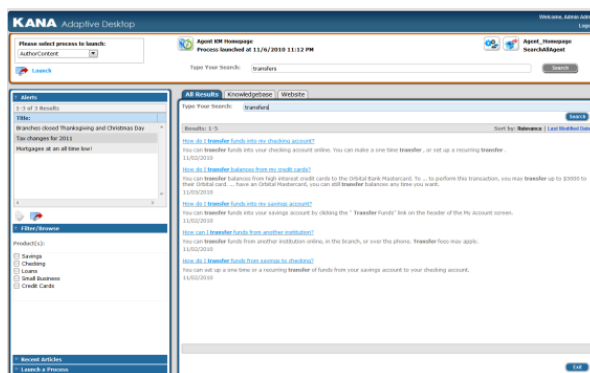 KANA Adaptive Desktop
Welcome, Admin Adm
Please select process to launch:
AuthorContent
Launch
Agent KM Homepage
Process launched at 11/6/2010 11:12 PM
Agent_Homepage
SearchAllAgent
Type Your Search: transfers
Search
Alerts
1-3 of 3 Results
Title:
Branches closed Thanksgiving and Christmas Day
Tax changes for 2011
Mortgages at an all time low!
Filter/Browse
Product(s):
Savings
Checking
Loans
Small Business
Credit Cards
Recent Articles
Launch a Process
All Results Knowledgebase Website
Type Your Search: transfers
Search
Results: 1-5
Sort by: Relevance | Last Modified Date
How do I transfer funds into my checking account?
You can transfer funds into your checking account online. You can make a one time transfer , or set up a recurring transfer .
11/02/2010
How do I transfer balances from my credit cards?
You can transfer balances from high-interest credit cards to the Orbital Bank Mastercard. To ... to perform this transaction, you may transfer up to $5000 to
their Orbital card. ... have an Orbital Mastercard, you can still transfer balances any time you want.
11/03/2010
How do I transfer funds into my savings account?
You can transfer funds into your savings account by clicking the " Transfer Funds" link on the header of the My Account screen.
11/02/2010
How can I transfer funds from another institution?
You can transfer funds from another institution online, in the branch, or over the phone. Transfer fees may apply.
11/02/2010
How do I transfer funds from savings to checking?
You can set up a one time or a recurring transfer of funds from your savings account to your checking account.
11/02/2010
Exit